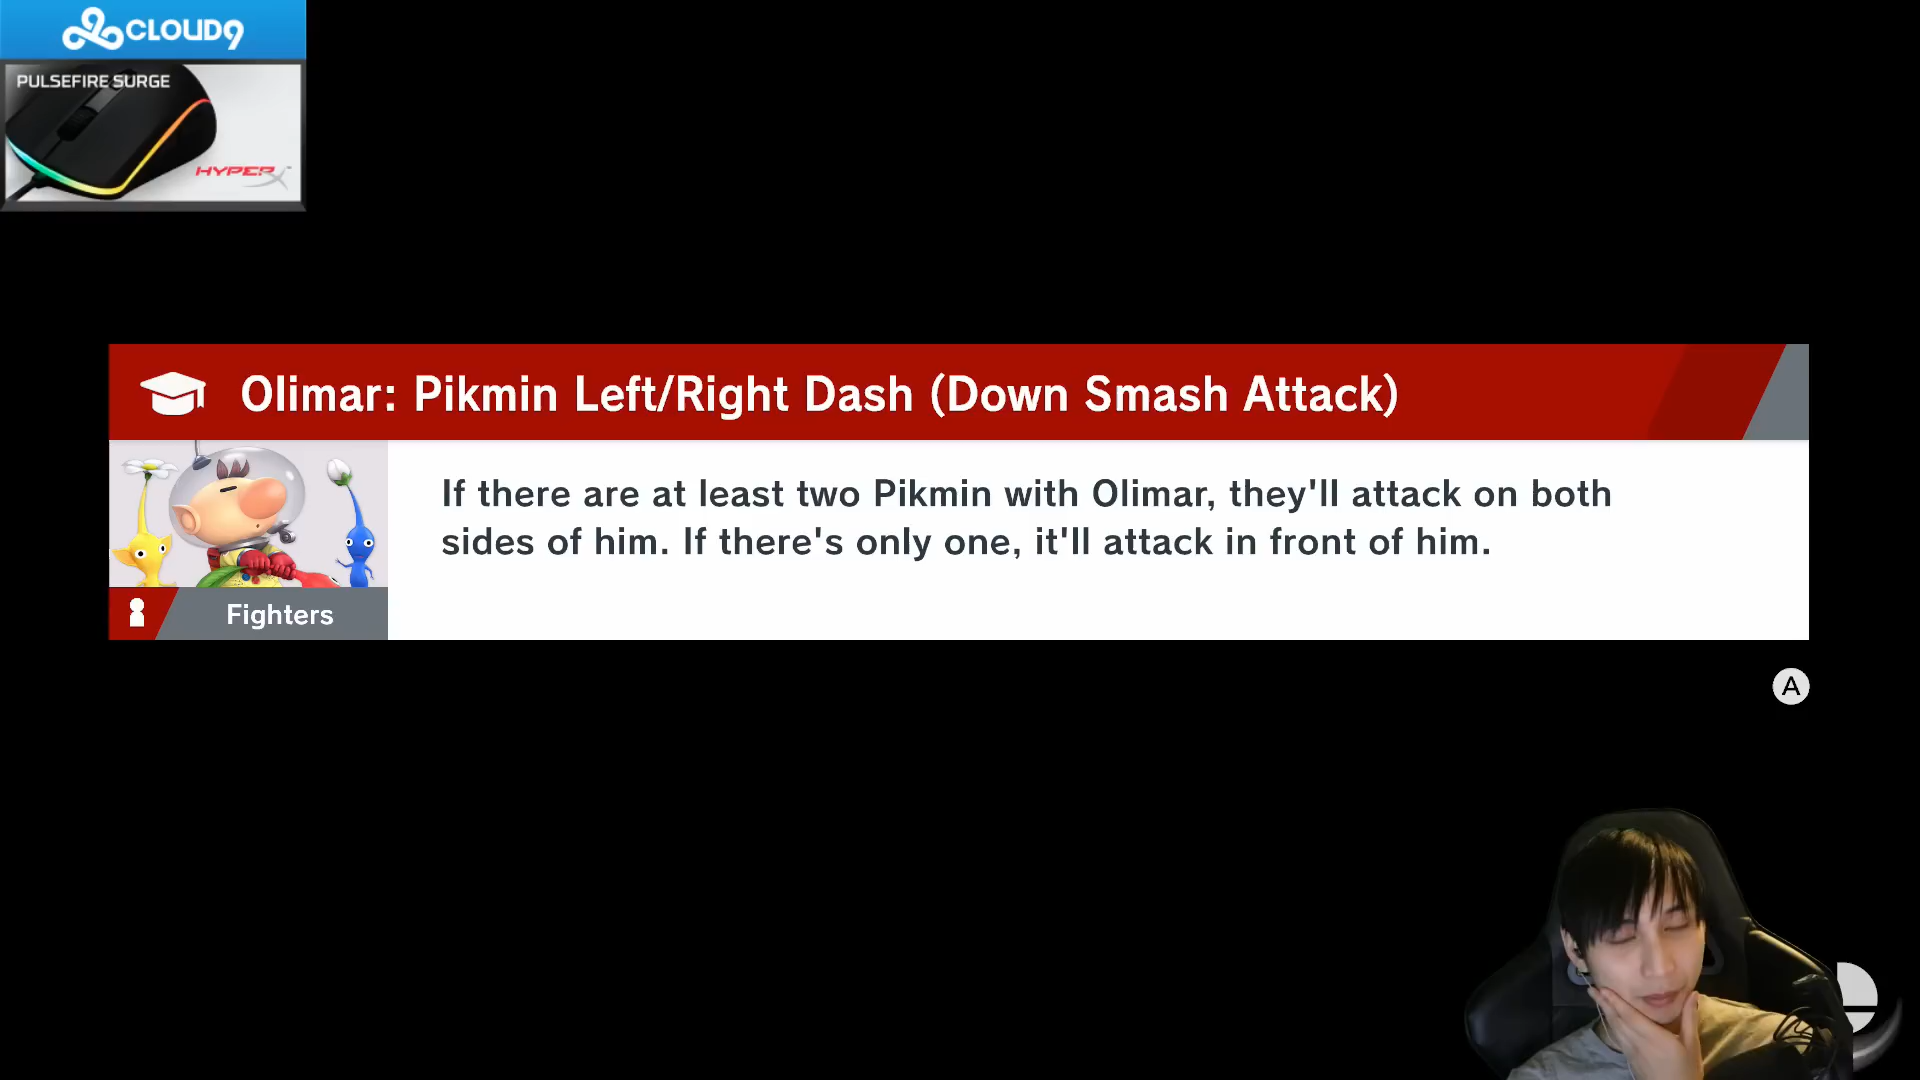 CLOUD9
PULSEFIRE SURGE
HYPERX
Olimar: Pikmin Left/Right Dash (Down Smash Attack)
If there are at least two Pikmin with Olimar, they'll attack on both
sides of him. If there's only one, it'll attack in front of him.
Fighters
A